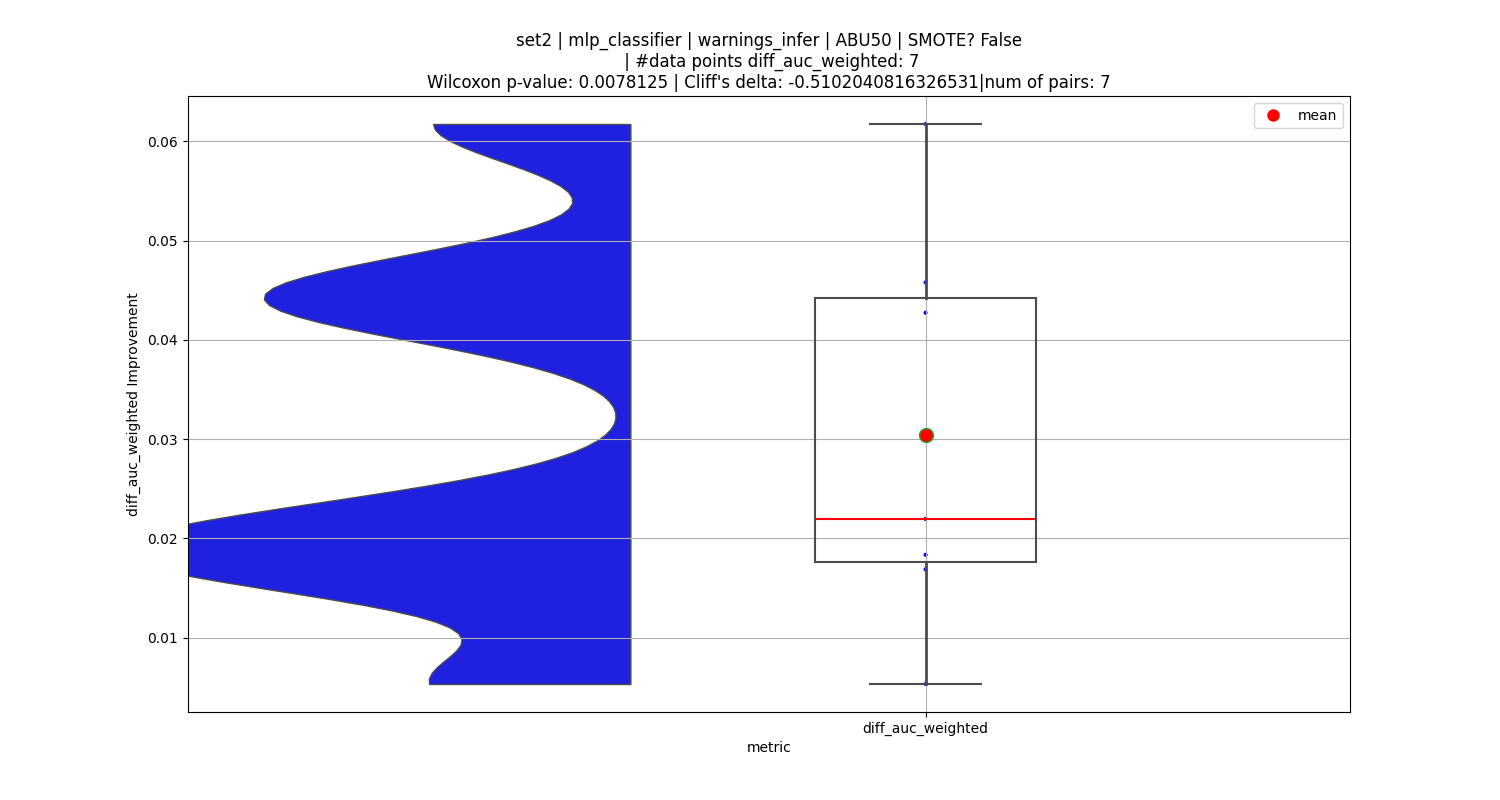 set2 | mlp_classifier | warnings_infer | ABU50 | SMOTE? False
| #data points diff_auc_weighted: 7
Wilcoxon p-value: 0.0078125 | Cliff's delta: -0.5102040816326531|num of pairs: 7
mean
0.06
0.05
0.04
0.03
0.02
0.01
diff_auc_weighted Improvement
diff_auc_weighted
metric